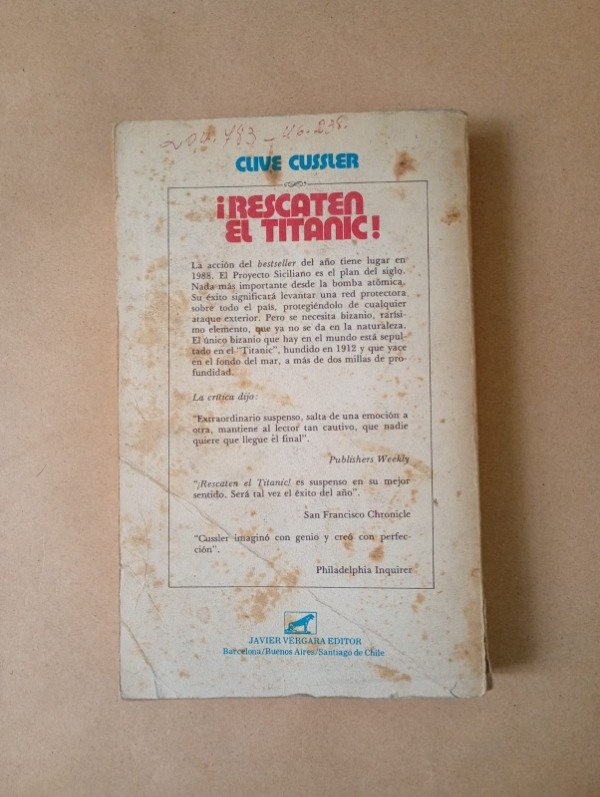 CLIVE CUSSLER
¡RESCATEN
EL TITANIC!
La acción del bestseller del año tiene lugar en
1988. El Proyecto Siciliano es el plan del siglo.
Nada más importante desde la bomba atómica.
Su éxito significará levantar una red protectora
sobre todo el país, protegiéndolo de cualquier
ataque exterior. Pero se necesita bizanio, rarísi-
mo elemento, que ya no se da en la naturaleza.
El único bizanio que hay en el mundo está sepul-
tado en el "Titanic", hundido en 1912 y que yace
en el fondo del mar, a más de dos millas de pro-
fundidad.
La crítica dijo:
"Extraordinario suspenso, salta de una emoción a
otra, mantiene al lector tan cautivo, que nadie
quiere que llegue el final".
Publishers Weekly
"¡Rescaten el Titanic! es suspenso en su mejor
sentido. Será tal vez el éxito del año".
San Francisco Chronicle
"Cussler imaginó con genio y creó con perfec-
ción".
Philadelphia Inquirer
JAVIER VERGARA EDITOR
Barcelona/Buenos Aires/Santiago de Chile